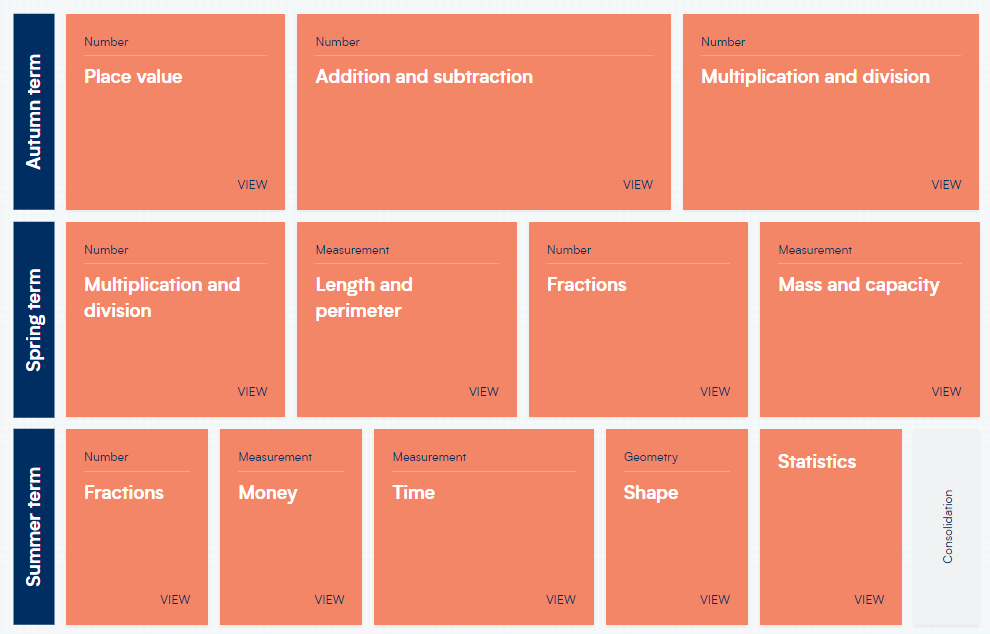 Autumn term
Number
Place value
VIEW
Number
Addition and subtraction
VIEW
Number
Multiplication and division
VIEW
Spring term
Number
Multiplication and
division
VIEW
Measurement
Length and
perimeter
VIEW
Number
Fractions
VIEW
Measurement
Mass and capacity
VIEW
Summer term
Number
Fractions
VIEW
Measurement
Money
VIEW
Measurement
Time
VIEW
Geometry
Shape
VIEW
Statistics
VIEW
Consolidation